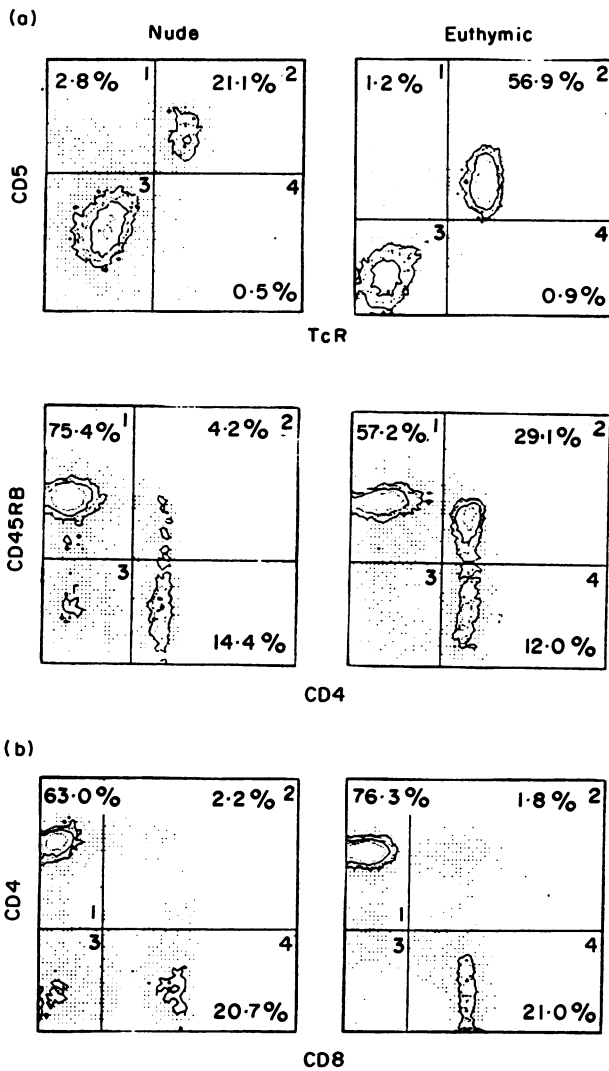 (a)
Nude Euthymic
2·8% 1 21·1% 2 1·2% 1 56·9% 2
CD5
3 4 3 4
0·5% 0·9%
TcR
75·4% 1 4·2% 2 57·2% 1 29·1% 2
CD45RB
3 3 4
14·4% 12·0%
CD4
(b)
63·0% 2·2% 2 76·3% 1·8% 2
CD4
1 1
3 4 3 4
20·7% 21·0%
CD8